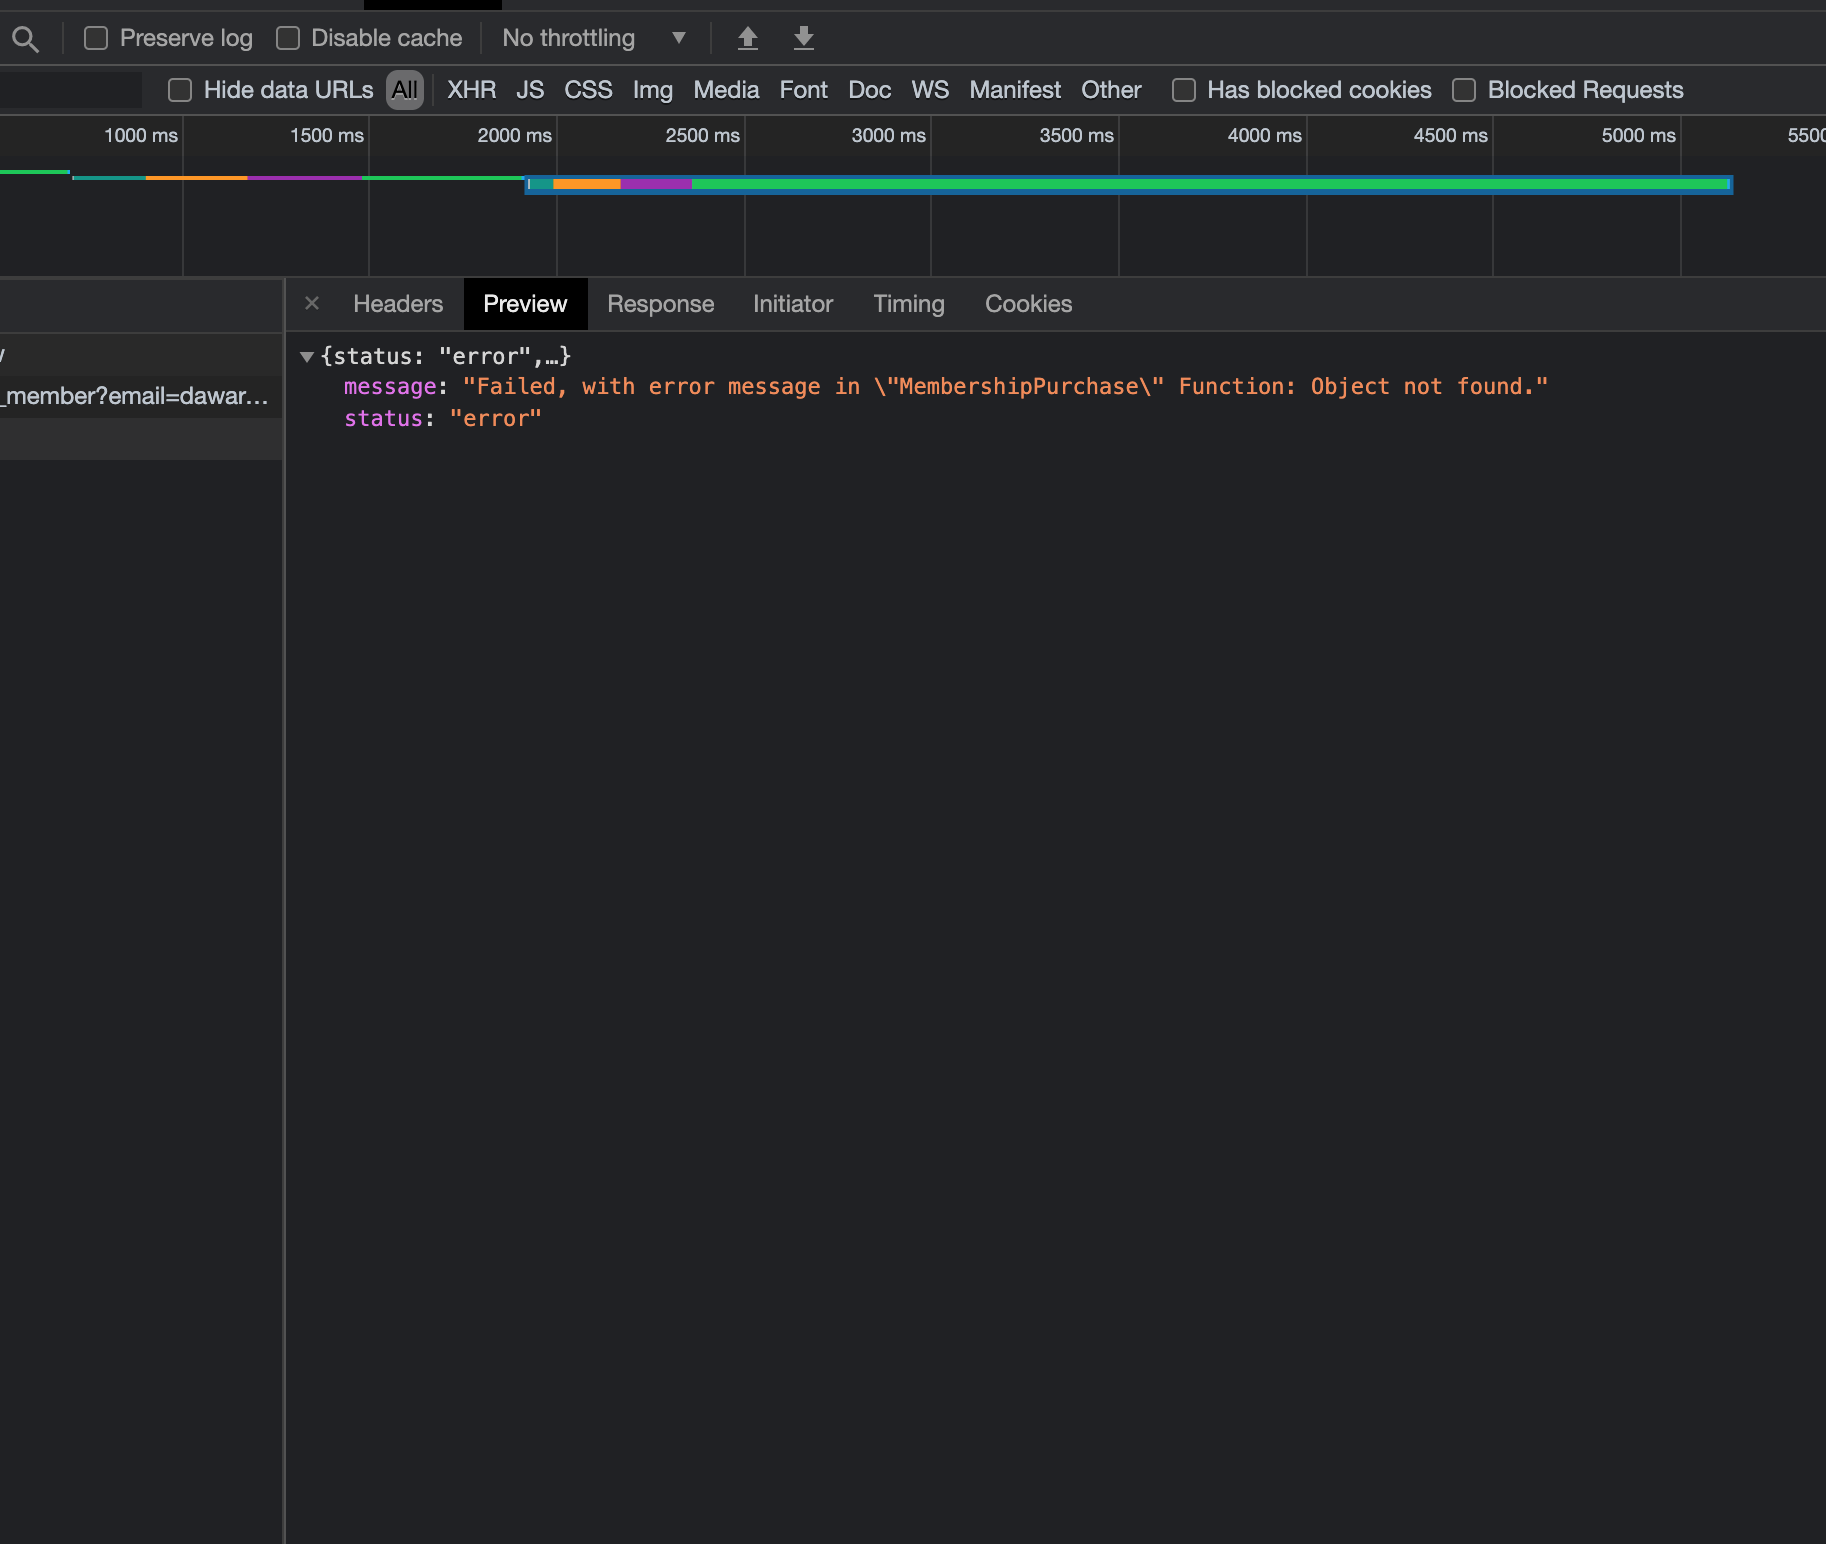 Preserve log Disable cache No throttling
Hide data URLs All XHR JS CSS Img Media Font Doc WS Manifest Other Has blocked cookies Blocked Requests
1000 ms 1500 ms 2000 ms 2500 ms 3000 ms 3500 ms 4000 ms 4500 ms 5000 ms 5500
× Headers Preview Response Initiator Timing Cookies
{status: "error",…}
message: "Failed, with error message in \"MembershipPurchase\" Function: Object not found."
status: "error"
_member?email=dawar...